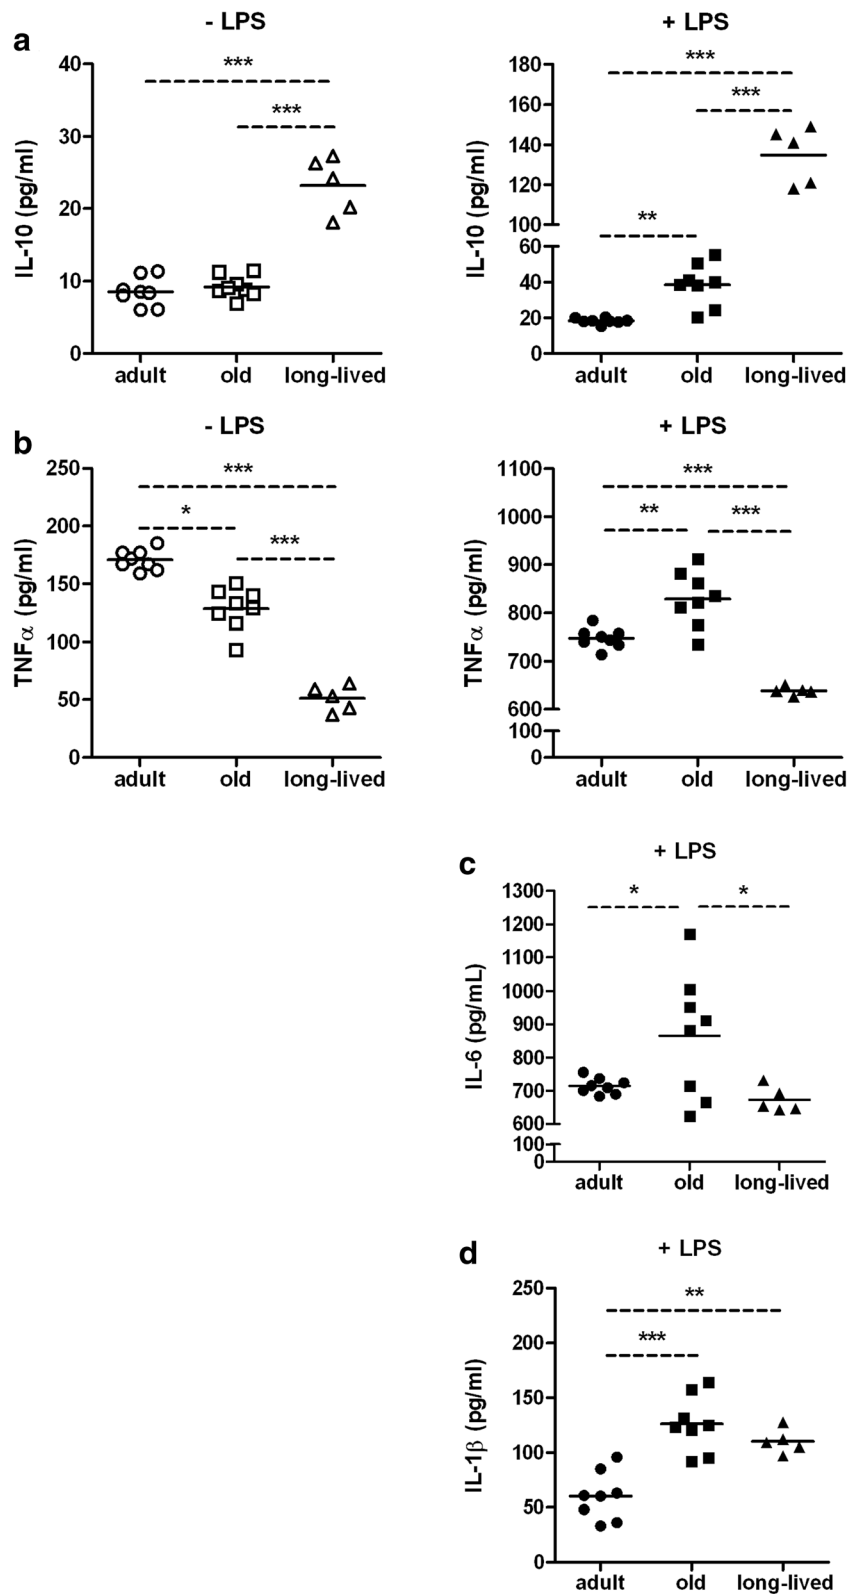 a
- LPS
IL-10 (pg/ml)
40
30
20
10
0
***
***
adult old long-lived
+ LPS
IL-10 (pg/ml)
180
160
140
120
100
60
40
20
0
***
***
**
adult old long-lived
b
- LPS
TNFα (pg/ml)
250
200
150
100
50
0
***
*
***
adult old long-lived
+ LPS
TNFα (pg/ml)
1100
1000
900
800
700
600
100
0
***
** ***
adult old long-lived
c
+ LPS
IL-6 (pg/mL)
1300
1200
1100
1000
900
800
700
600
100
0
* *
adult old long-lived
d
+ LPS
IL-1β (pg/ml)
250
200
150
100
50
0
**
***
adult old long-lived